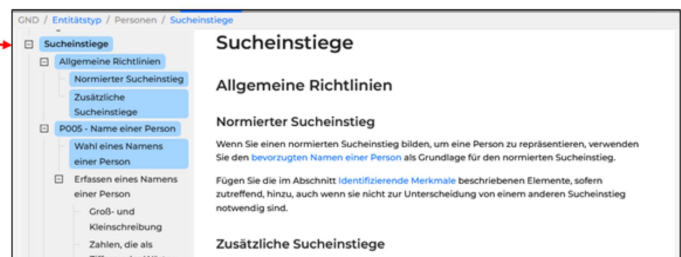 GND / Entitätstyp / Personen / Sucheinstiege
Sucheinstiege
Allgemeine Richtlinien
Normierter Sucheinstieg
Zusätzliche
Sucheinstiege
P005 - Name einer Person
Wahl eines Namens
einer Person
Erfassen eines Namens
einer Person
Groß- und
Kleinschreibung
Zahlen, die als
Sucheinstiege
Allgemeine Richtlinien
Normierter Sucheinstieg
Wenn Sie einen normierten Sucheinstieg bilden, um eine Person zu repräsentieren, verwenden
Sie den bevorzugten Namen einer Person als Grundlage für den normierten Sucheinstieg.
Fügen Sie die im Abschnitt Identifizierende Merkmale beschriebenen Elemente, sofern
zutreffend, hinzu, auch wenn sie nicht zur Unterscheidung von einem anderen Sucheinstieg
notwendig sind.
Zusätzliche Sucheinstiege